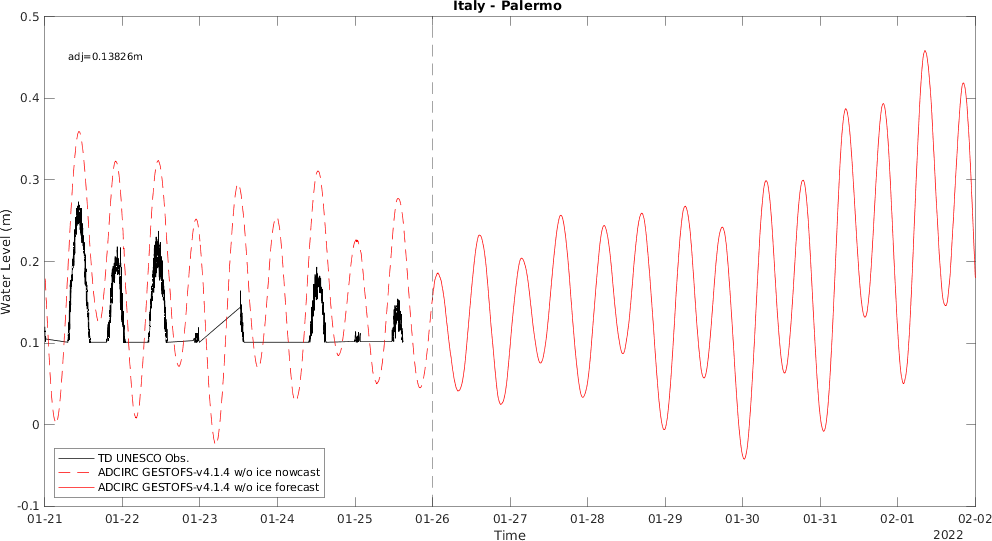 Italy - Palermo
adj=0.13826m
0.5
0.4
0.3
0.2
0.1
0
-0.1
Water Level (m)
TD UNESCO Obs.
ADCIRC GESTOFS-v4.1.4 w/o ice nowcast
ADCIRC GESTOFS-v4.1.4 w/o ice forecast
01-21 01-22 01-23 01-24 01-25 01-26 01-27 01-28 01-29 01-30 01-31 02-01 02-02
Time
2022